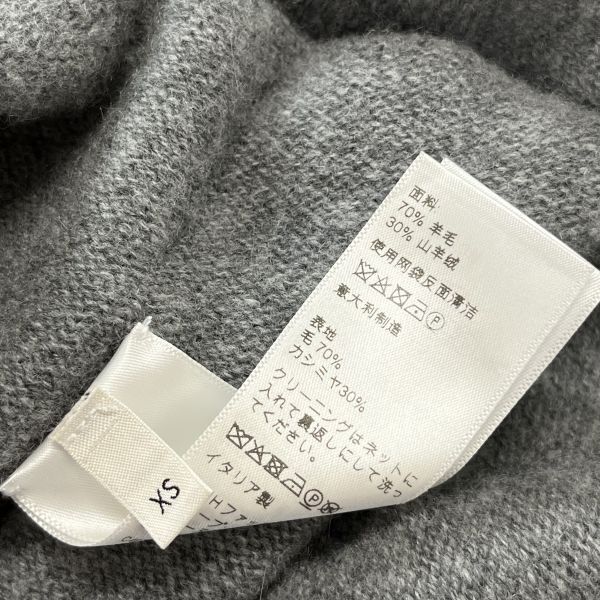 面料
70% 羊毛
30% 山羊绒
使用网袋反面清洁
意大利制造
表地
毛70%
カシミヤ30%
クリーニングはネットに
入れて裏返しにして洗っ
てください。
イタリア製
XS